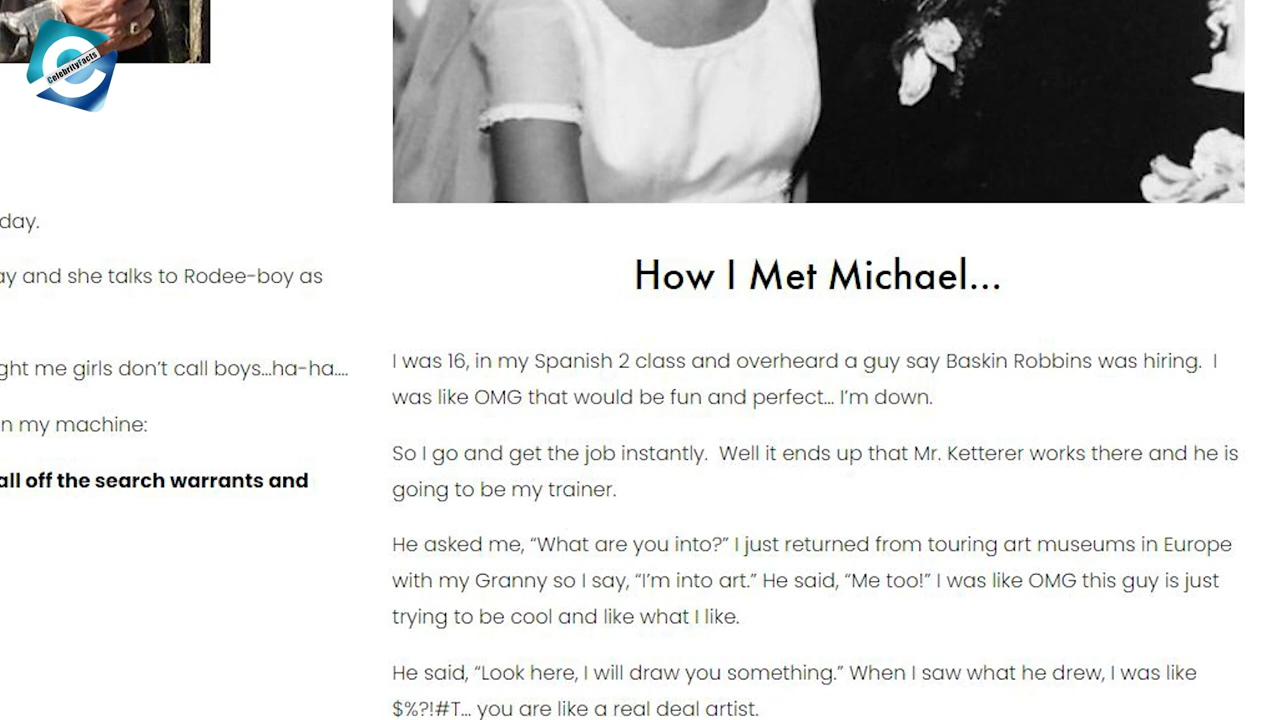 CelebrityFacts
day.
ay and she talks to Rodee-boy as
ght me girls don’t call boys...ha-ha....
n my machine:
all off the search warrants and
How I Met Michael...
I was 16, in my Spanish 2 class and overheard a guy say Baskin Robbins was hiring.  I
was like OMG that would be fun and perfect... I’m down.
So I go and get the job instantly.  Well it ends up that Mr. Ketterer works there and he is
going to be my trainer.
He asked me, “What are you into?” I just returned from touring art museums in Europe
with my Granny so I say, “I’m into art.” He said, “Me too!” I was like OMG this guy is just
trying to be cool and like what I like.
He said, “Look here, I will draw you something.” When I saw what he drew, I was like
$%?!#T... you are like a real deal artist.